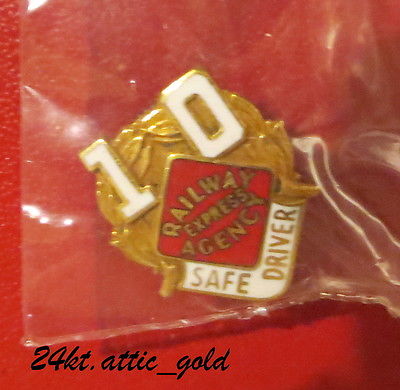 10
RAILWAY
EXPRESS
AGENCY
SAFE DRIVER
24kt.attic_gold